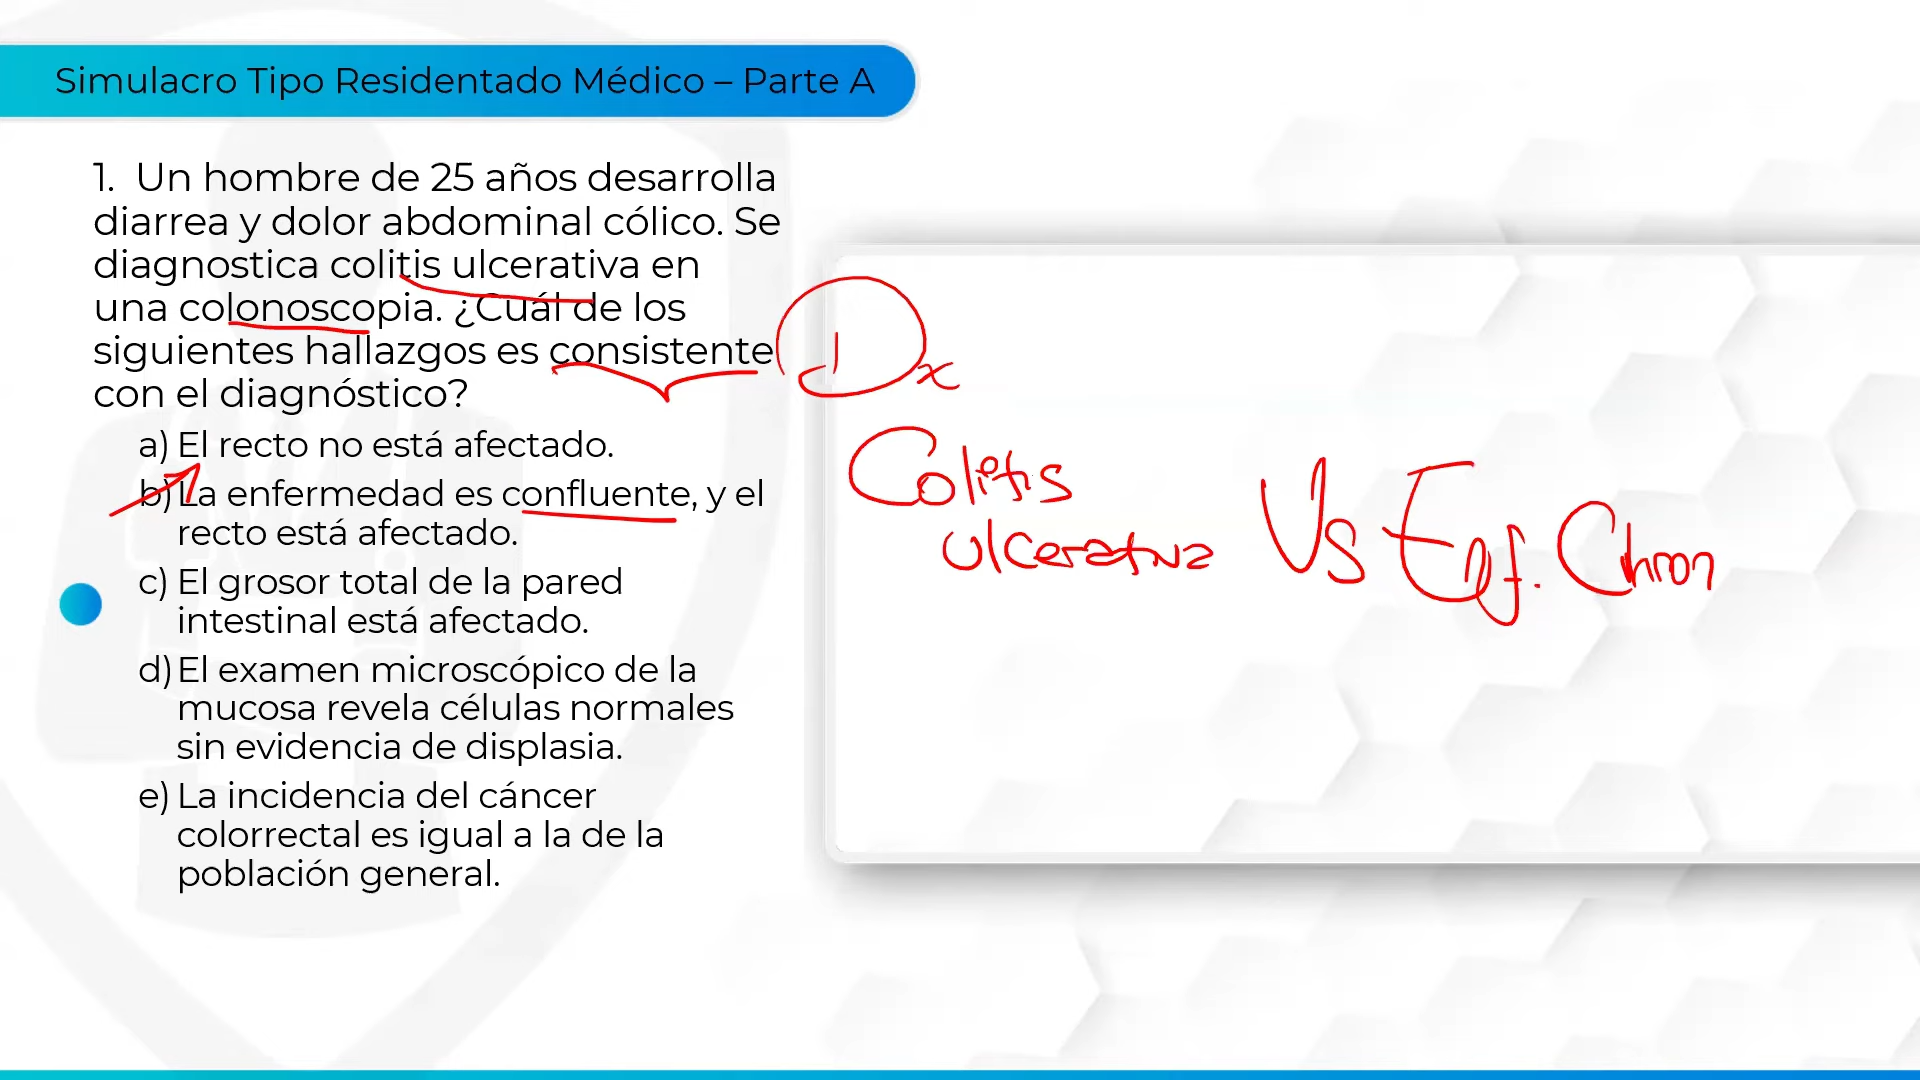 Simulacro Tipo Residentado Médico – Parte A
1. Un hombre de 25 años desarrolla
diarrea y dolor abdominal cólico. Se
diagnostica colitis ulcerativa en
una colonoscopia. ¿Cuál de los
siguientes hallazgos es consistente
con el diagnóstico?
a) El recto no está afectado.
b) La enfermedad es confluente, y el
recto está afectado.
c) El grosor total de la pared
intestinal está afectado.
d) El examen microscópico de la
mucosa revela células normales
sin evidencia de displasia.
e) La incidencia del cáncer
colorrectal es igual a la de la
población general.
Dx
Colitis
ulcerativa Vs Enf. Chron